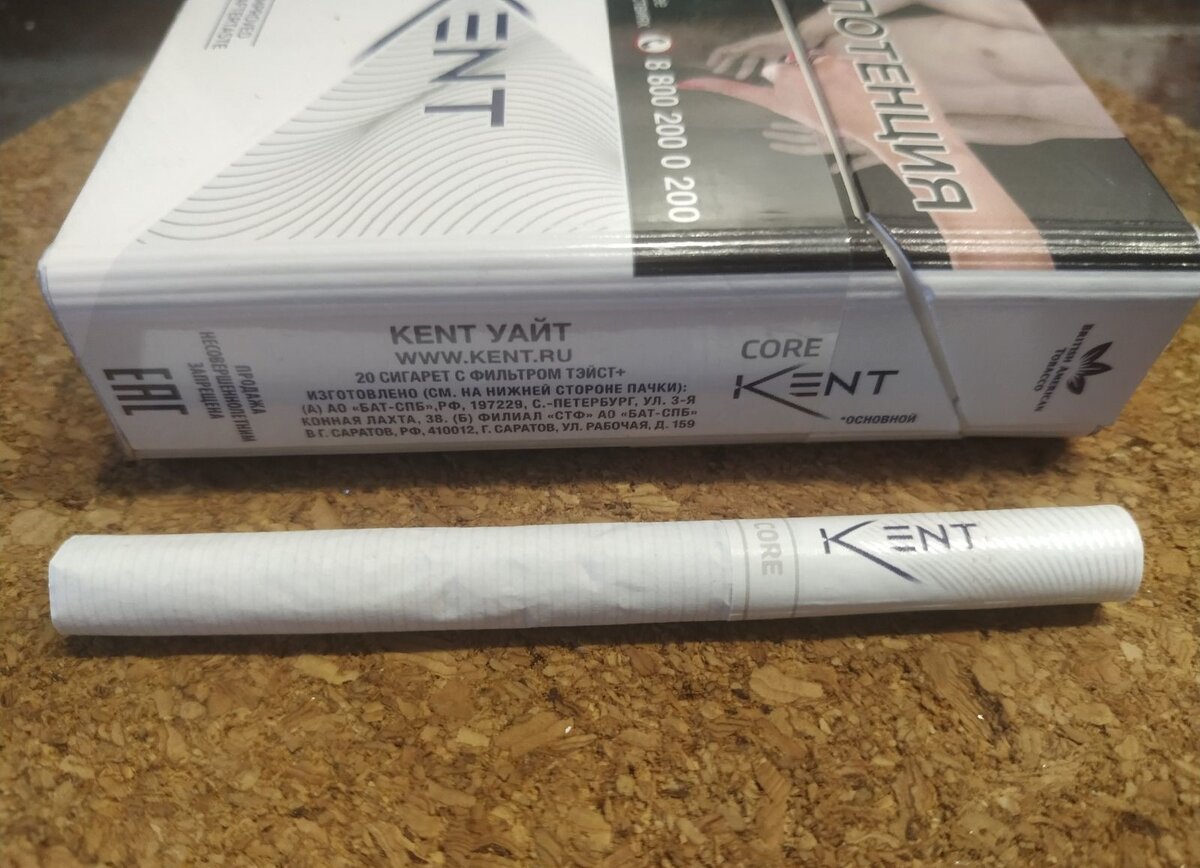 KENT
8 800 200 0 200
ПОТЕНЦИЯ
ПРОДАЖА
НЕСОВЕРШЕННОЛЕТНИМ
ЗАПРЕЩЕНА
EAC
KENT УАЙТ
WWW.KENT.RU
20 СИГАРЕТ С ФИЛЬТРОМ ТЭЙСТ+
ИЗГОТОВЛЕНО (СМ. НА НИЖНЕЙ СТОРОНЕ ПАЧКИ):
(А) АО «БАТ-СПБ»,РФ, 197229, С.-ПЕТЕРБУРГ, УЛ. 3-Я
КОННАЯ ЛАХТА, 38. (Б) ФИЛИАЛ «СТФ» АО «БАТ-СПБ»
В Г. САРАТОВ, РФ, 410012, Г. САРАТОВ, УЛ. РАБОЧАЯ, Д. 159
CORE
KENT
*ОСНОВНОЙ
BRITISH AMERICAN
TOBACCO
CORE
KENT